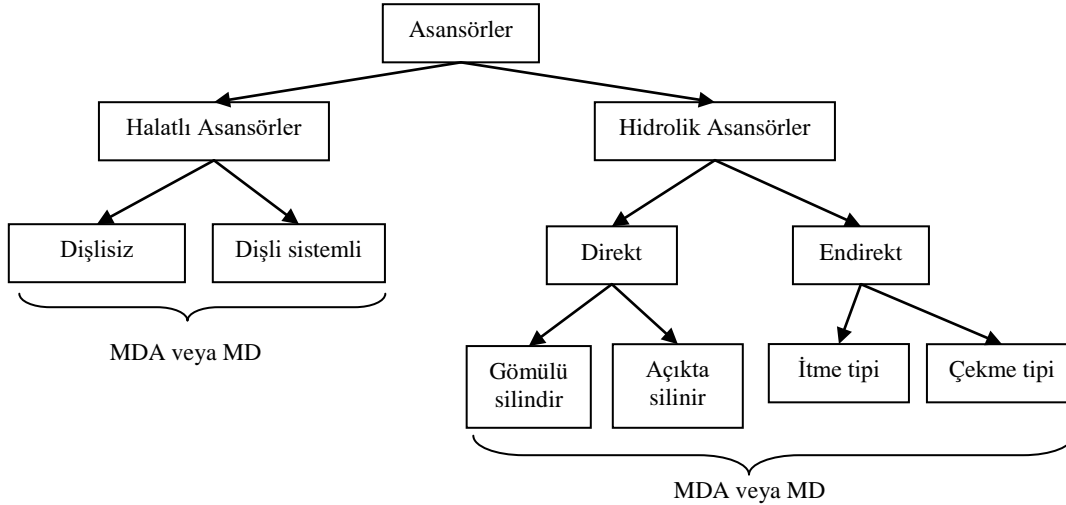 Asansörler
Halatlı Asansörler
Hidrolik Asansörler
Dişlisiz
Dişli sistemli
Direkt
Endirekt
MDA veya MD
Gömülü
silindir
Açıkta
silinir
İtme tipi
Çekme tipi
MDA veya MD